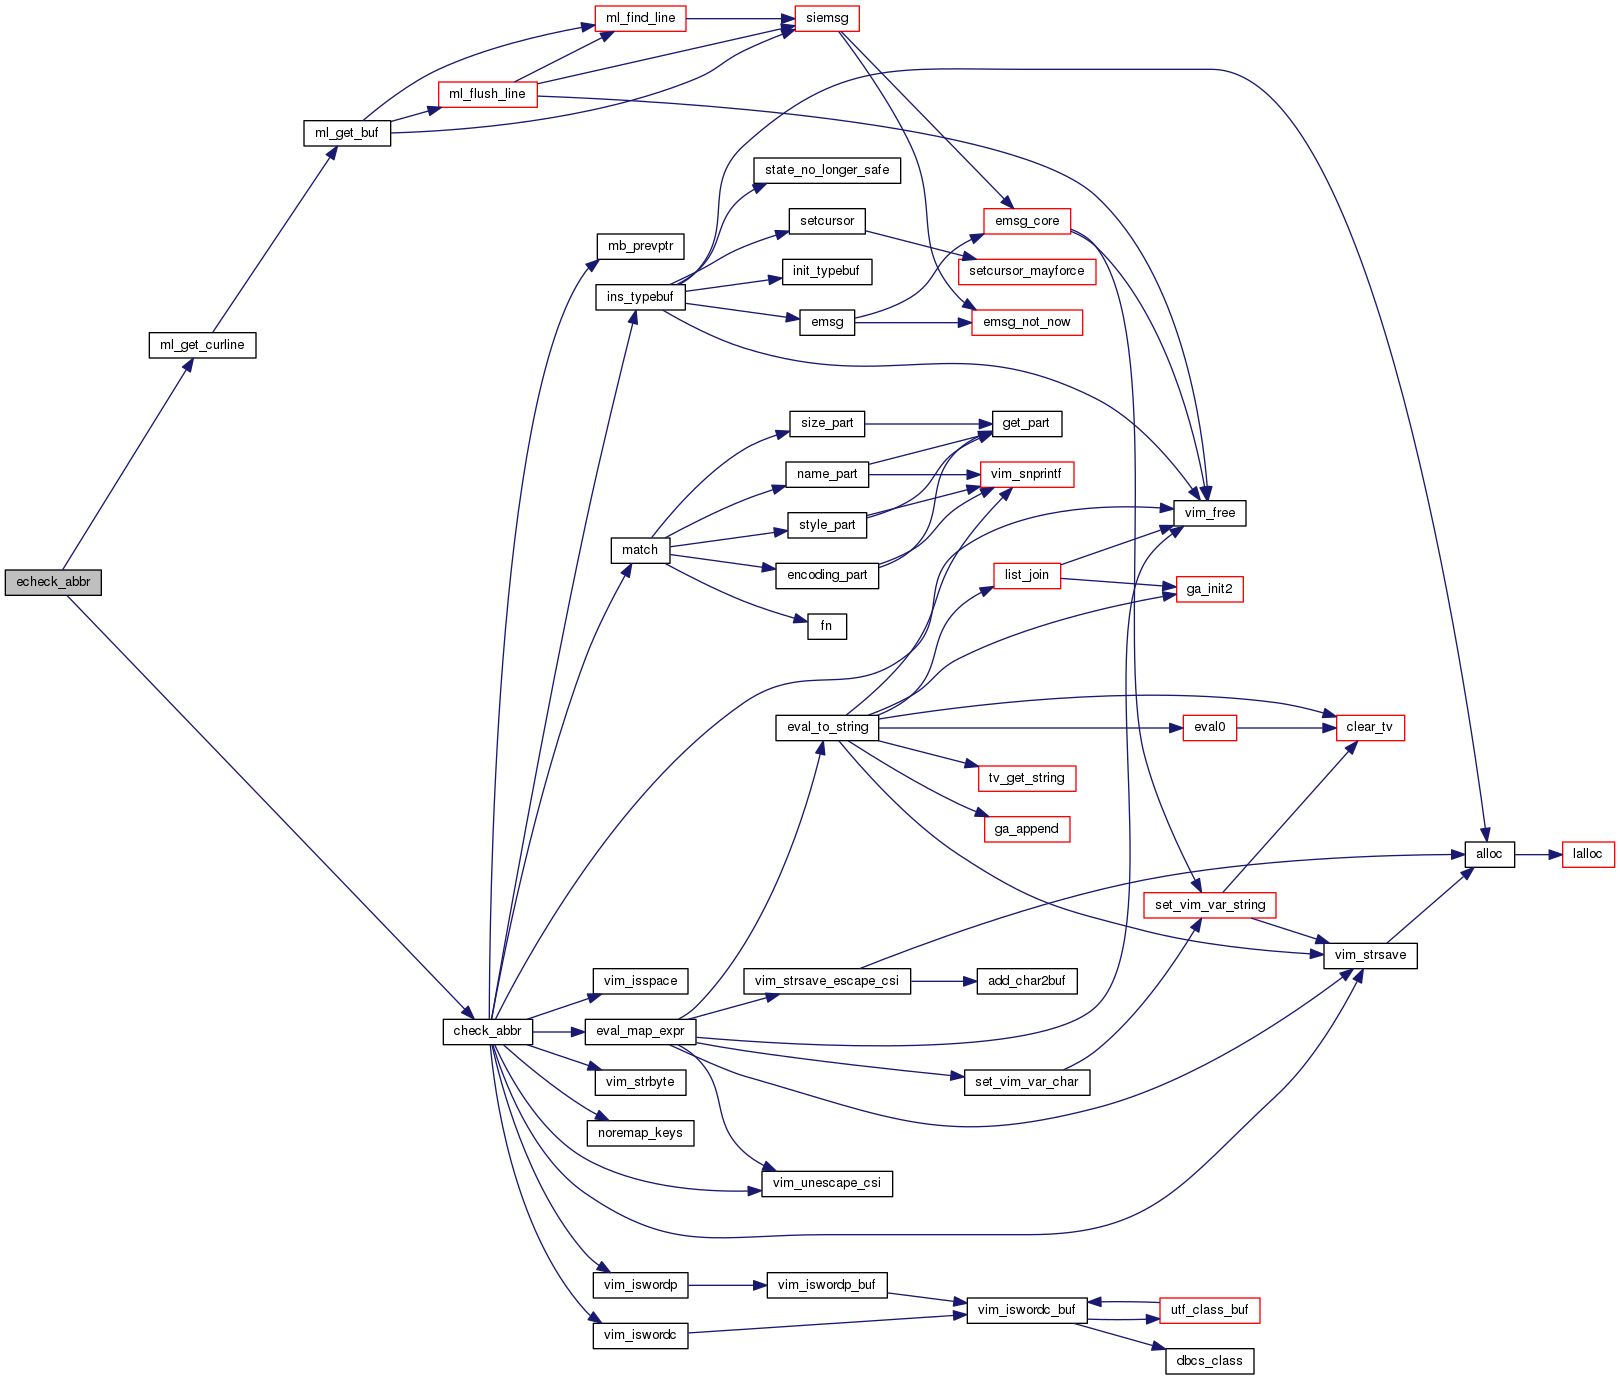 ml_find_line
siemsg
ml_flush_line
ml_get_buf
state_no_longer_safe
setcursor
emsg_core
mb_prevptr
init_typebuf
setcursor_mayforce
ins_typebuf
emsg
emsg_not_now
ml_get_curline
size_part
get_part
name_part
vim_snprintf
vim_free
style_part
match
encoding_part
list_join
echeck_abbr
ga_init2
fn
eval_to_string
eval0
clear_tv
tv_get_string
ga_append
alloc
lalloc
set_vim_var_string
vim_strsave
vim_isspace
vim_strsave_escape_csi
add_char2buf
check_abbr
eval_map_expr
vim_strbyte
set_vim_var_char
noremap_keys
vim_unescape_csi
vim_iswordp
vim_iswordp_buf
vim_iswordc_buf
utf_class_buf
vim_iswordc
dbcs_class